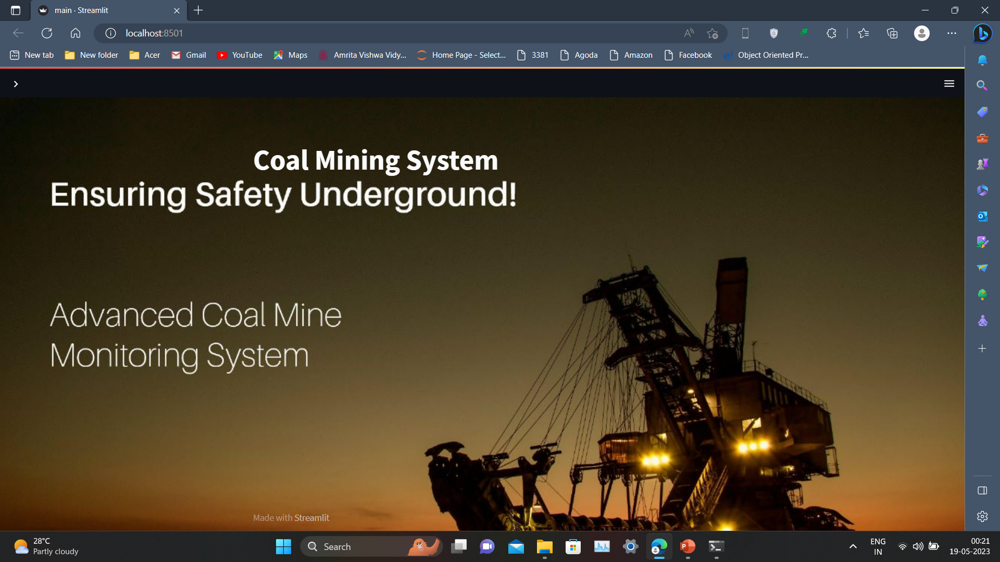 main · Streamlit
localhost:8501
New tab
New folder
Acer
Gmail
YouTube
Maps
Amrita Vishwa Vidy...
Home Page - Select...
3381
Agoda
Amazon
Facebook
Object Oriented Pr...
Coal Mining System
Ensuring Safety Underground!
Advanced Coal Mine
Monitoring System
Made with Streamlit
28°C
Partly cloudy
Search
ENG
IN
00:21
19-05-2023